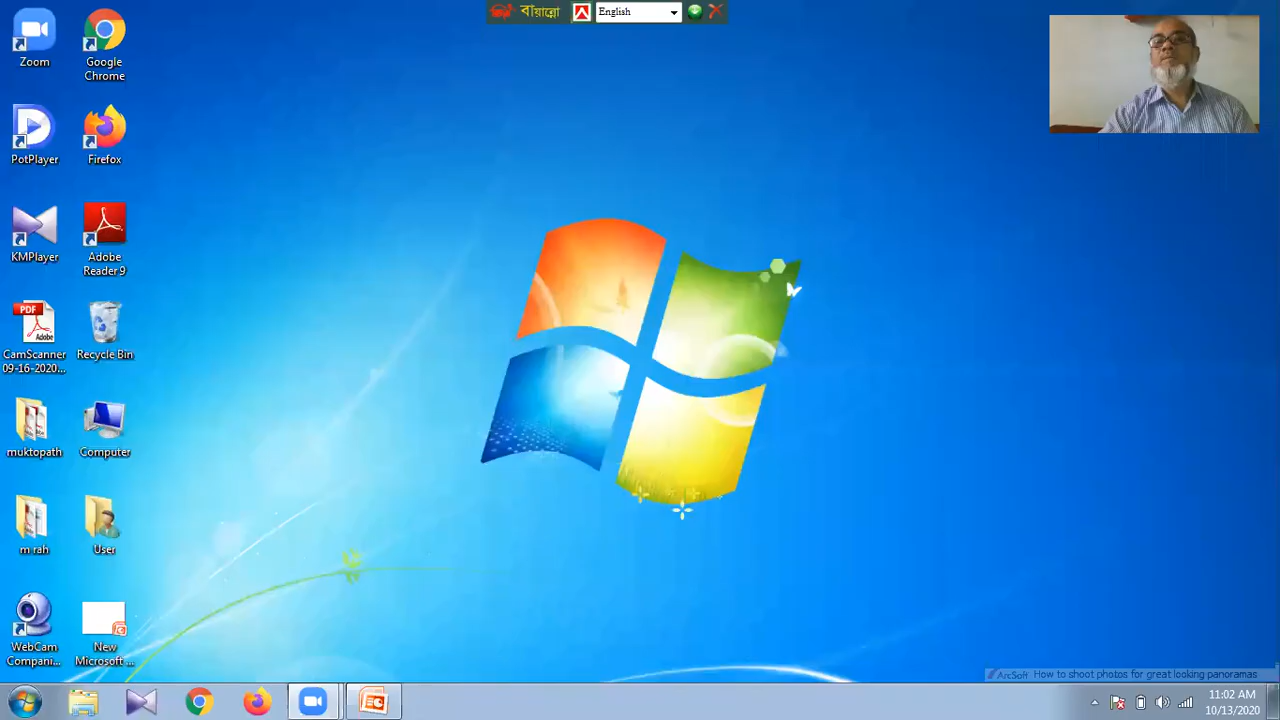 বায়ান্নো
English
Zoom
Google
Chrome
PotPlayer
Firefox
KMPlayer
Adobe
Reader 9
PDF
Adobe
CamScanner
09-16-2020...
Recycle Bin
muktopath
Computer
m rah
User
WebCam
Compani...
New
Microsoft ...
ArcSoft How to shoot photos for great looking panoramas
11:02 AM
10/13/2020